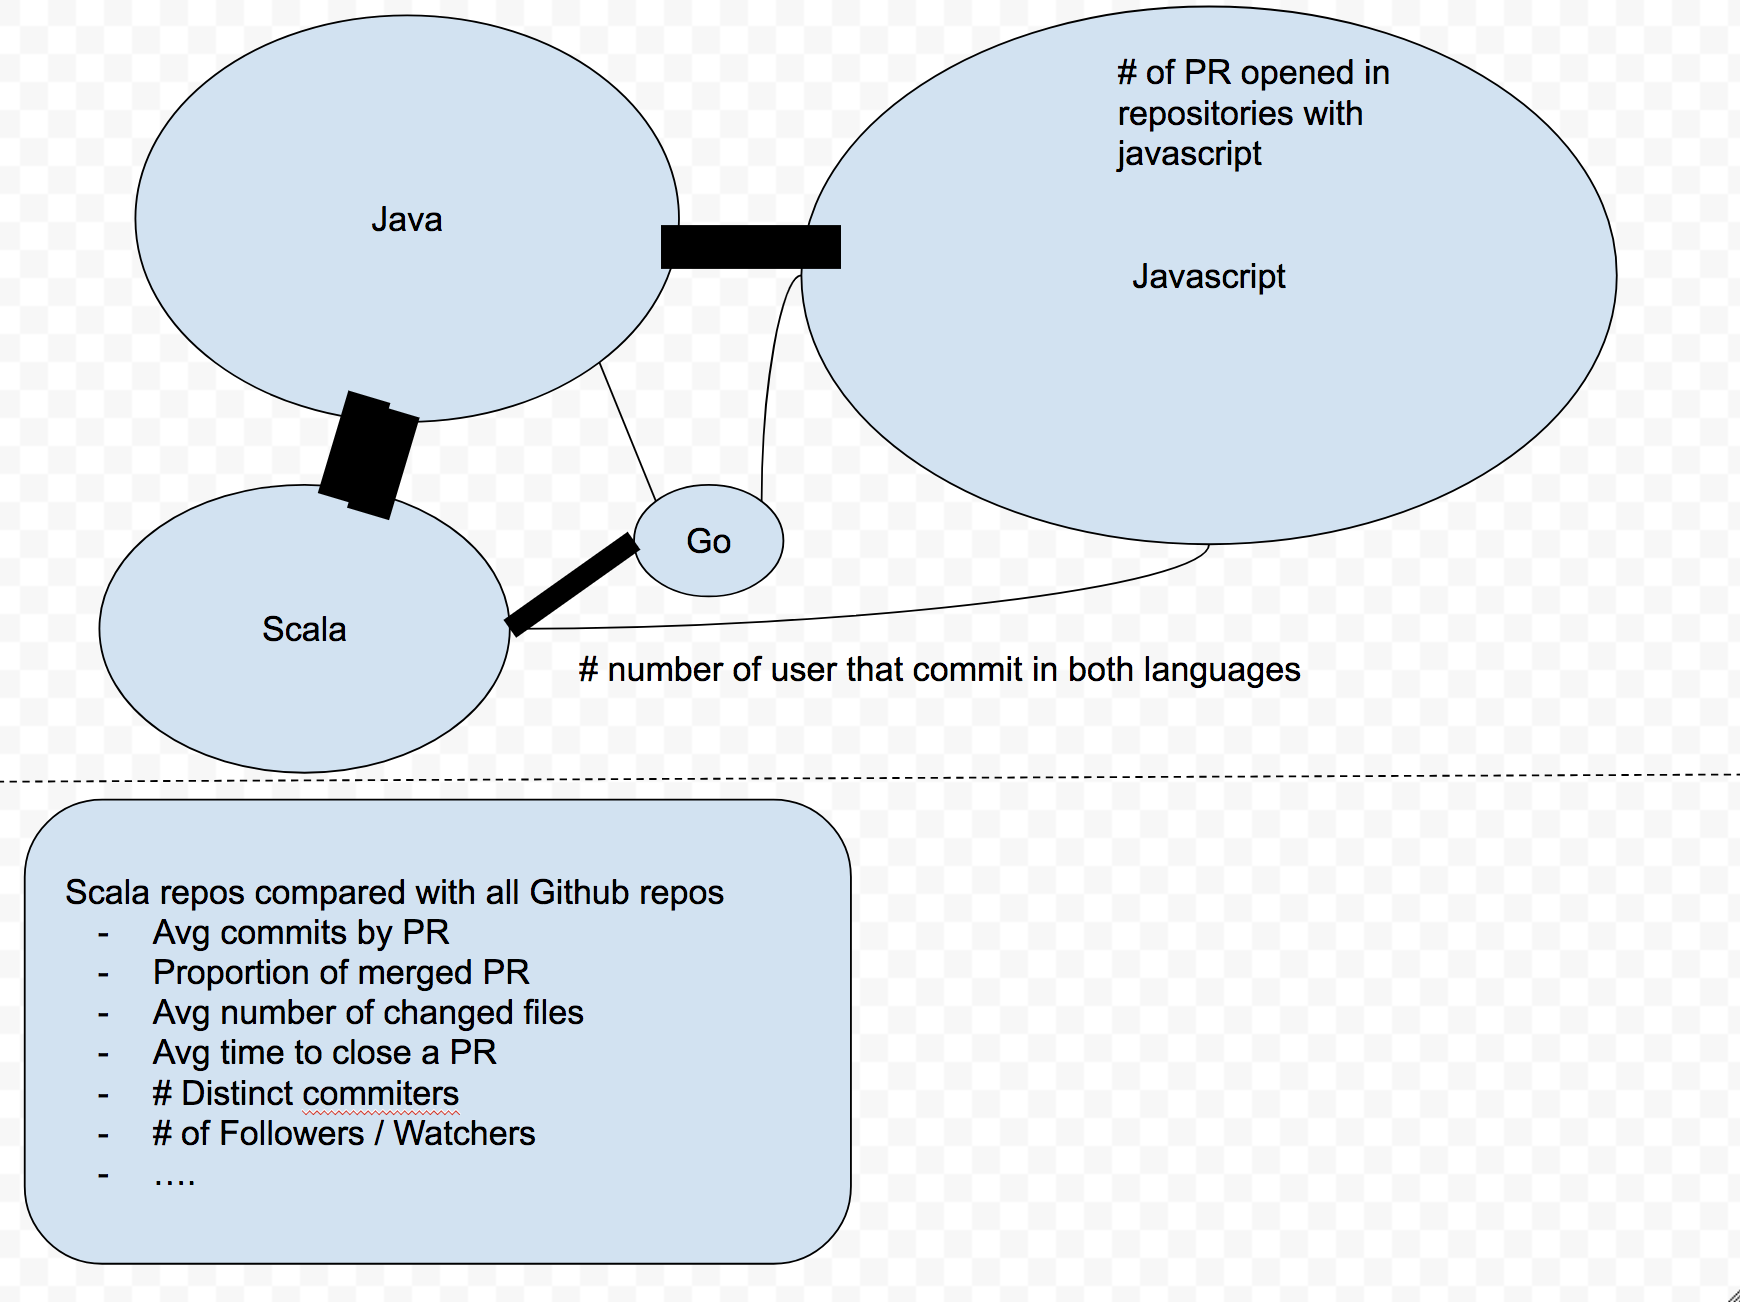 # of PR opened in
repositories with
javascript
Java
Javascript
Go
Scala
# number of user that commit in both languages
Scala repos compared with all Github repos
- Avg commits by PR
- Proportion of merged PR
- Avg number of changed files
- Avg time to close a PR
- # Distinct commiters
- # of Followers / Watchers
- ….